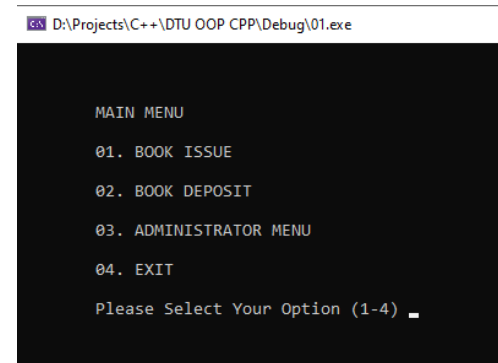 D:\Projects\C++\DTU OOP CPP\Debug\01.exe
MAIN MENU
01. BOOK ISSUE
02. BOOK DEPOSIT
03. ADMINISTRATOR MENU
04. EXIT
Please Select Your Option (1-4) _